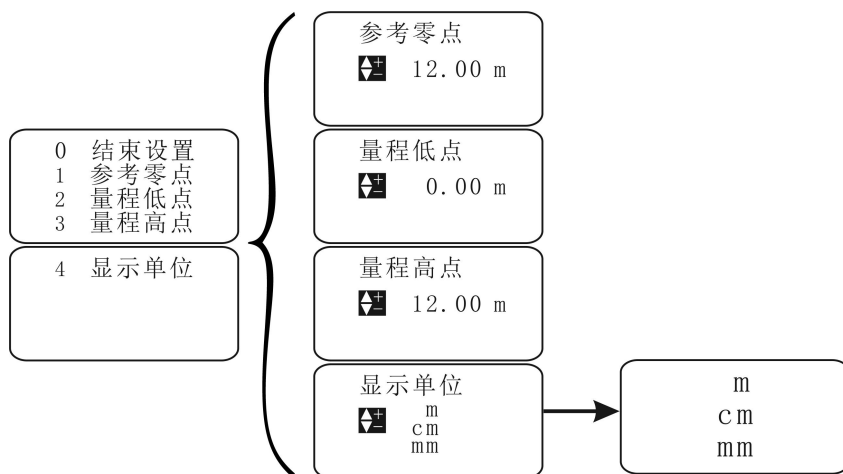 0 结束设置
1 参考零点
2 量程低点
3 量程高点
4 显示单位
参考零点
12.00 m
量程低点
0.00 m
量程高点
12.00 m
显示单位
m
cm
mm
m
cm
mm